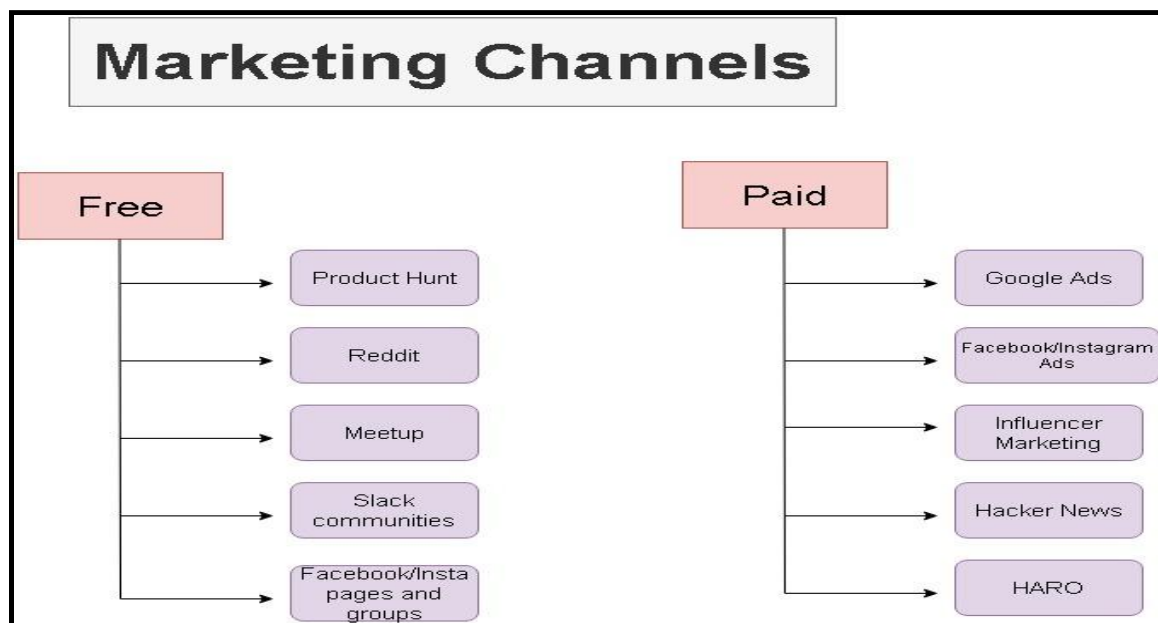 Marketing Channels
Free
Product Hunt
Reddit
Meetup
Slack
communities
Facebook/Insta
pages and
groups
Paid
Google Ads
Facebook/Instagram
Ads
Influencer
Marketing
Hacker News
HARO